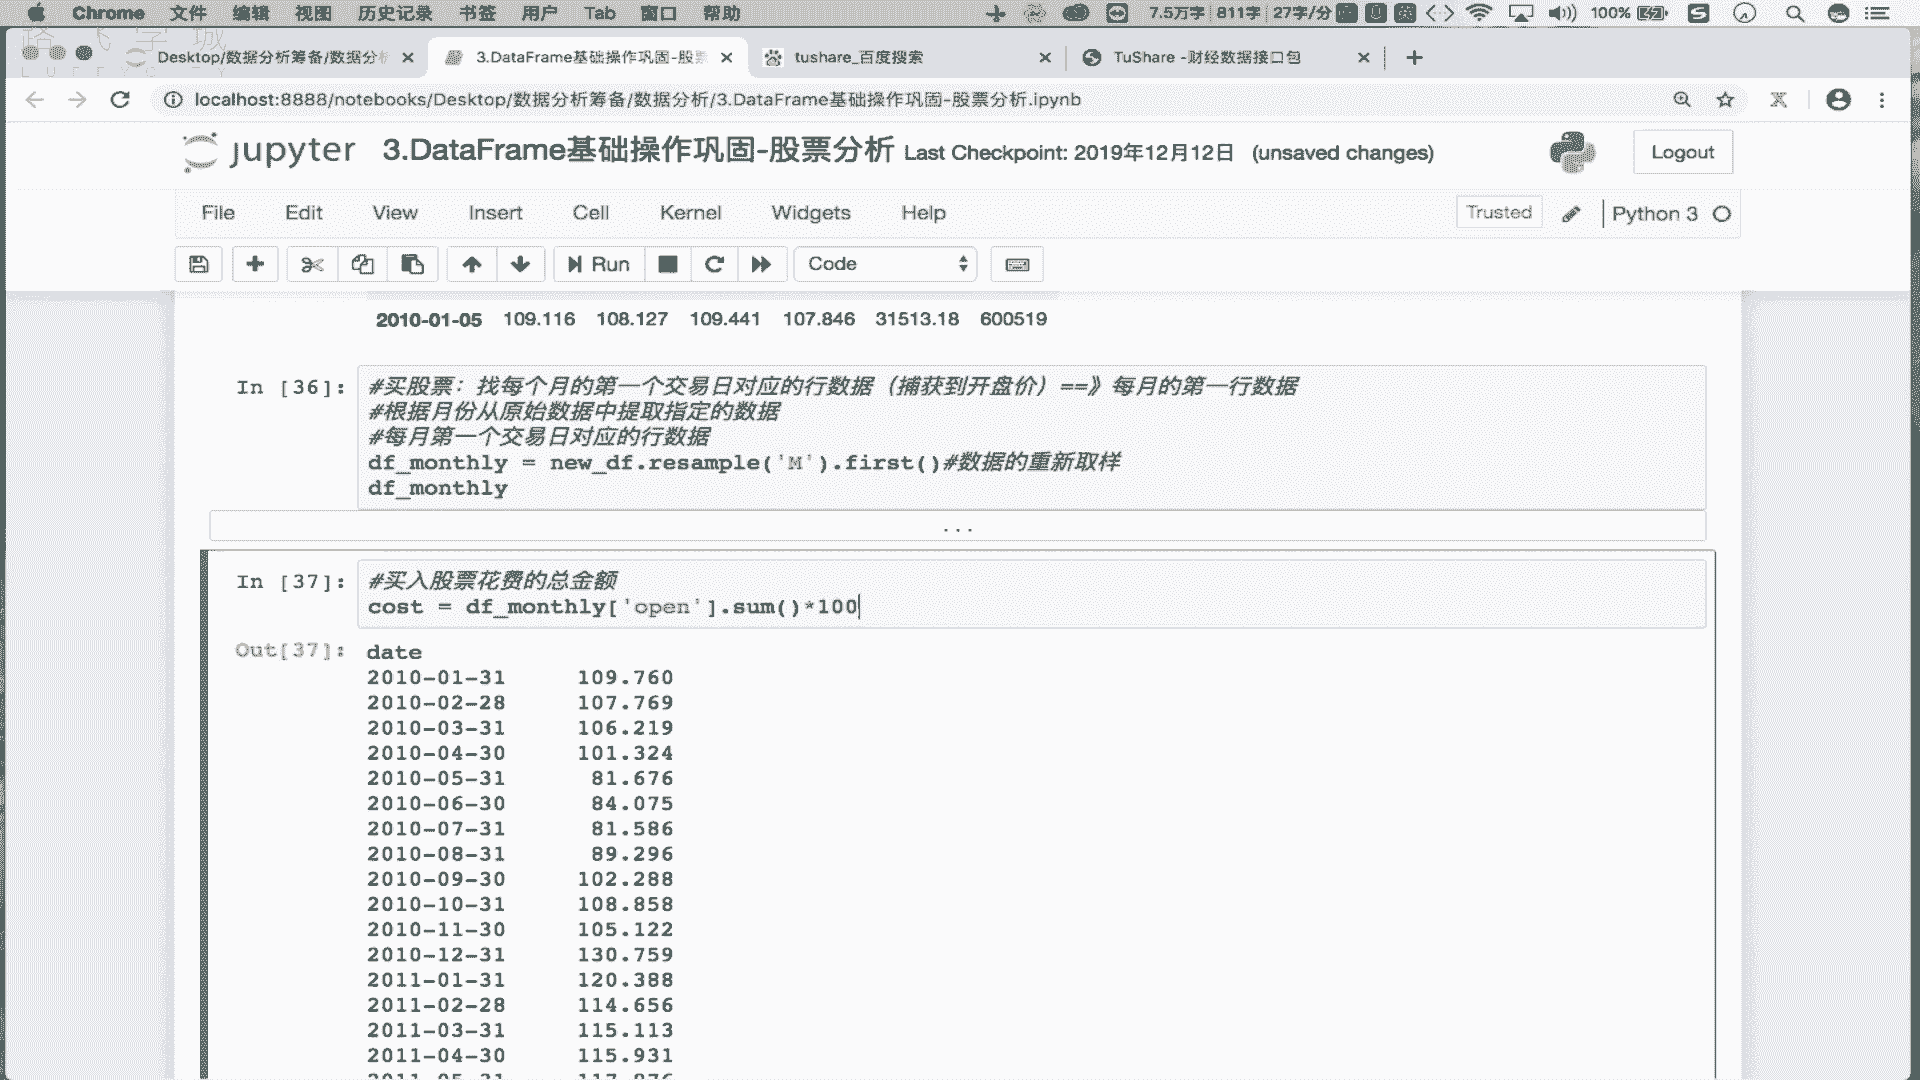 Chrome 文件 编辑 视图 历史记录 书签 用户 Tab 窗口 帮助 7.5万字 811字 27字/分 100%
Desktop/数据分析筹备/数据分析 3.DataFrame基础操作巩固-股票 tushare_百度搜索 TuShare -财经数据接口包
localhost:8888/notebooks/Desktop/数据分析筹备/数据分析/3.DataFrame基础操作巩固-股票分析.ipynb
jupyter 3.DataFrame基础操作巩固-股票分析 Last Checkpoint: 2019年12月12日 (unsaved changes) Logout
File Edit View Insert Cell Kernel Widgets Help Trusted Python 3
Run Code
2010-01-05 109.116 108.127 109.441 107.846 31513.18 600519
In [36]: #买股票：找每个月的第一个交易日对应的行数据（捕获到开盘价）==》每月的第一行数据
#根据月份从原始数据中提取指定的数据
#每月第一个交易日对应的行数据
df_monthly = new_df.resample('M').first()#数据的重新取样
df_monthly
...
In [37]: #买入股票花费的总金额
cost = df_monthly['open'].sum()*100
Out[37]: date
2010-01-31 109.760
2010-02-28 107.769
2010-03-31 106.219
2010-04-30 101.324
2010-05-31 81.676
2010-06-30 84.075
2010-07-31 81.586
2010-08-31 89.296
2010-09-30 102.288
2010-10-31 108.858
2010-11-30 105.122
2010-12-31 130.759
2011-01-31 120.388
2011-02-28 114.656
2011-03-31 115.113
2011-04-30 115.931
2011-05-31 117.876